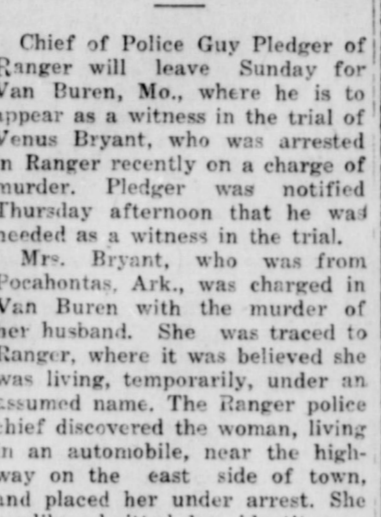 Chief of Police Guy Pledger of
Ranger will leave Sunday for
Van Buren, Mo., where he is to
appear as a witness in the trial of
Venus Bryant, who was arrested
in Ranger recently on a charge of
murder. Pledger was notified
Thursday afternoon that he was
needed as a witness in the trial.
Mrs. Bryant, who was from
Pocahontas, Ark., was charged in
Van Buren with the murder of
her husband. She was traced to
Ranger, where it was believed she
was living, temporarily, under an
assumed name. The Ranger police
chief discovered the woman, living
in an automobile, near the high-
way on the east side of town,
and placed her under arrest. She